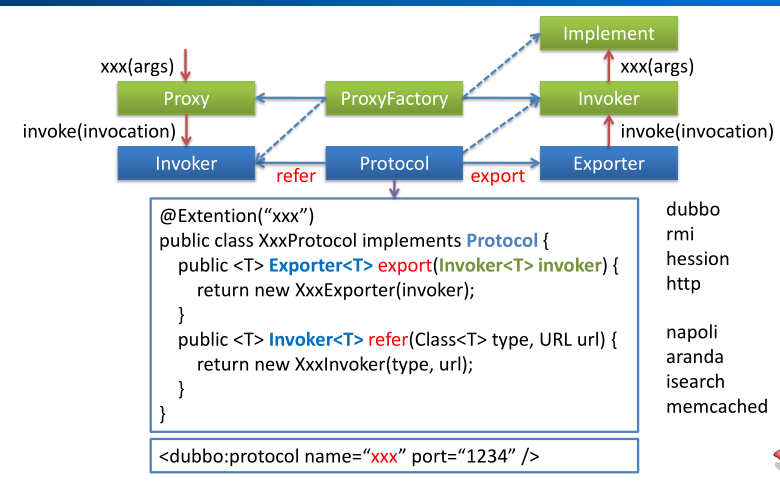 Implement
xxx(args)
xxx(args)
Proxy
ProxyFactory
Invoker
invoke(invocation)
invoke(invocation)
Invoker
Protocol
Exporter
refer
export
@Extention(“xxx”)
public class XxxProtocol implements Protocol {
public <T> Exporter<T> export(Invoker<T> invoker) {
return new XxxExporter(invoker);
}
public <T> Invoker<T> refer(Class<T> type, URL url) {
return new XxxInvoker(type, url);
}
}
<dubbo:protocol name=“xxx” port=“1234” />
dubbo
rmi
hession
http
napoli
aranda
isearch
memcached